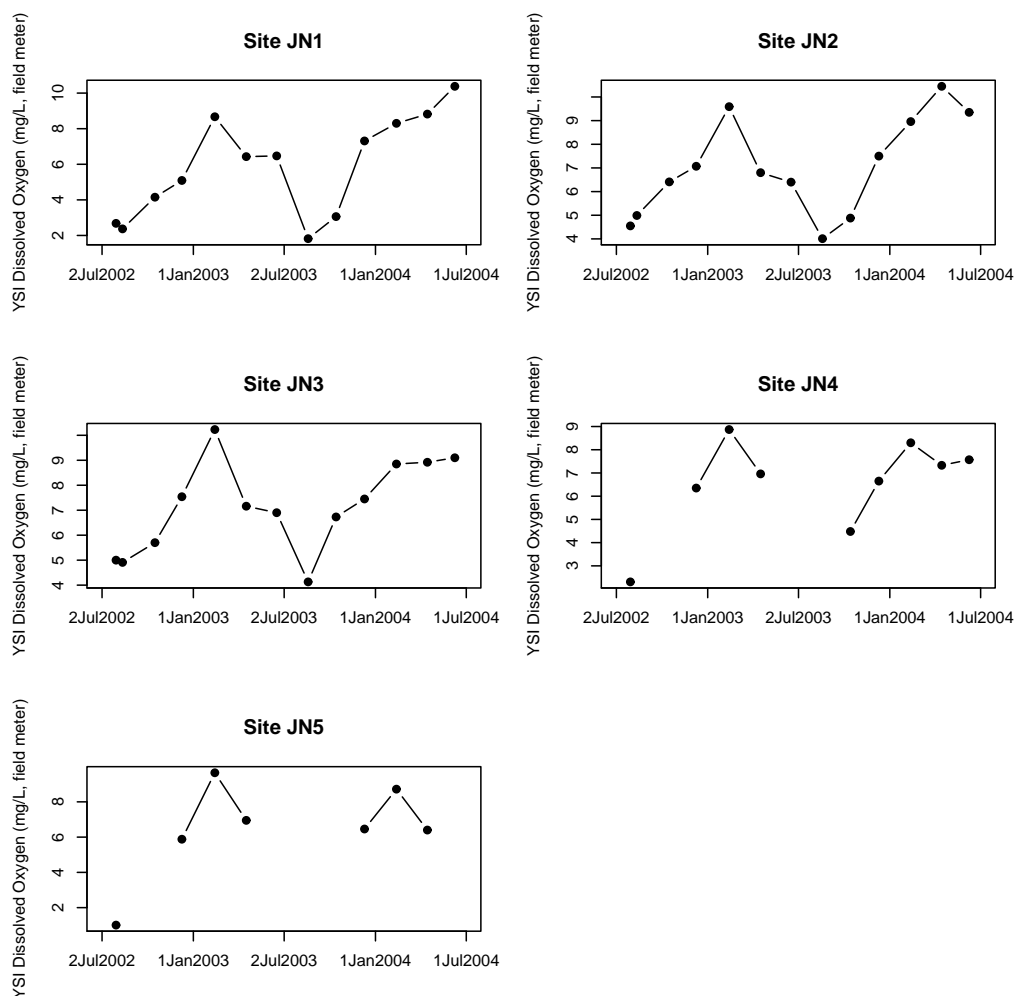 Site JN1
YSI Dissolved Oxygen (mg/L, field meter)
10
8
6
4
2
2Jul2002 1Jan2003 2Jul2003 1Jan2004 1Jul2004
Site JN2
YSI Dissolved Oxygen (mg/L, field meter)
9
8
7
6
5
4
2Jul2002 1Jan2003 2Jul2003 1Jan2004 1Jul2004
Site JN3
YSI Dissolved Oxygen (mg/L, field meter)
9
8
7
6
5
4
2Jul2002 1Jan2003 2Jul2003 1Jan2004 1Jul2004
Site JN4
YSI Dissolved Oxygen (mg/L, field meter)
9
8
7
6
5
4
3
2Jul2002 1Jan2003 2Jul2003 1Jan2004 1Jul2004
Site JN5
YSI Dissolved Oxygen (mg/L, field meter)
8
6
4
2
2Jul2002 1Jan2003 2Jul2003 1Jan2004 1Jul2004